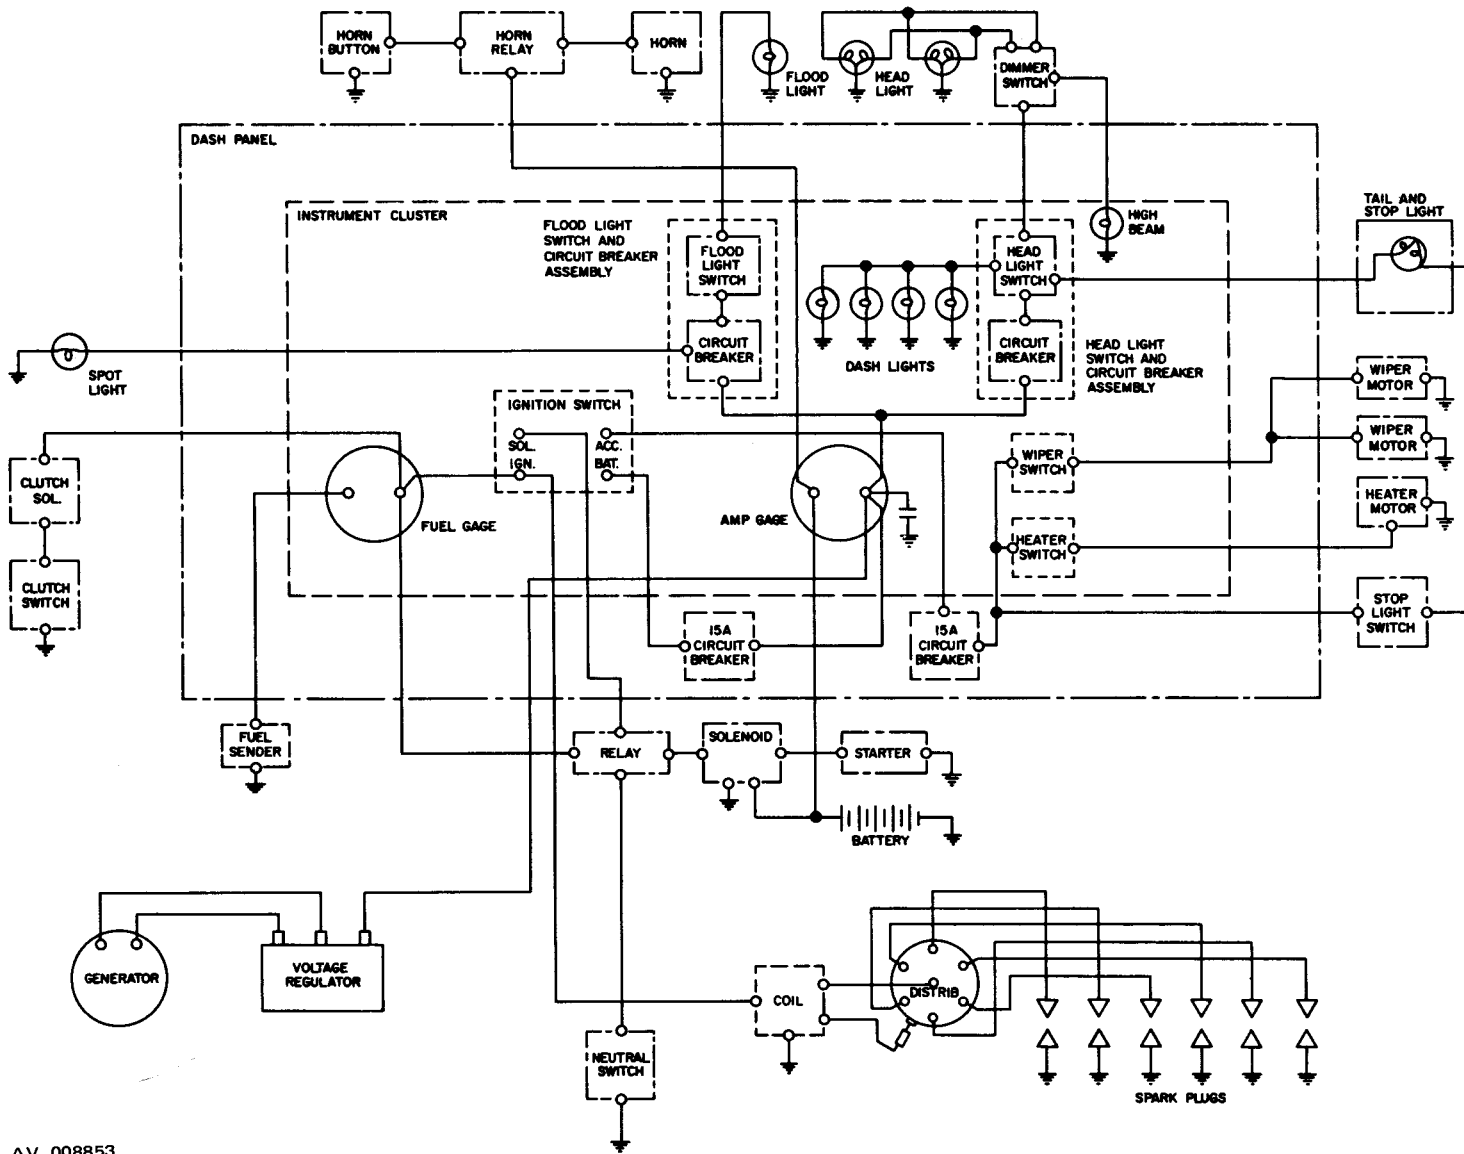 HORN
BUTTON
HORN
RELAY
HORN
FLOOD
LIGHT
HEAD
LIGHT
DIMMER
SWITCH
DASH PANEL
INSTRUMENT CLUSTER
FLOOD LIGHT
SWITCH AND
CIRCUIT BREAKER
ASSEMBLY
FLOOD
LIGHT
SWITCH
CIRCUIT
BREAKER
HEAD
LIGHT
SWITCH
CIRCUIT
BREAKER
HIGH
BEAM
TAIL AND
STOP LIGHT
DASH LIGHTS
HEAD LIGHT
SWITCH AND
CIRCUIT BREAKER
ASSEMBLY
SPOT
LIGHT
IGNITION SWITCH
SOL.
IGN.
ACC.
BAT.
WIPER
MOTOR
WIPER
MOTOR
HEATER
MOTOR
CLUTCH
SOL.
CLUTCH
SWITCH
FUEL GAGE
AMP GAGE
WIPER
SWITCH
HEATER
SWITCH
STOP
LIGHT
SWITCH
15A
CIRCUIT
BREAKER
15A
CIRCUIT
BREAKER
FUEL
SENDER
RELAY
SOLENOID
STARTER
BATTERY
GENERATOR
VOLTAGE
REGULATOR
COIL
DISTRIB
NEUTRAL
SWITCH
SPARK PLUGS
AV 008853